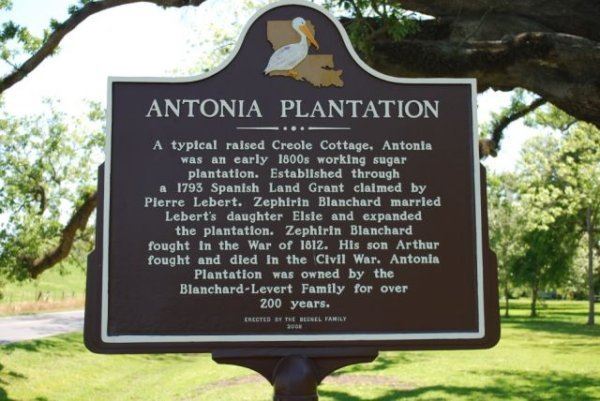 ANTONIA PLANTATION
A typical raised Creole Cottage, Antonia
was an early 1800s working sugar
plantation. Established through
a 1793 Spanish Land Grant claimed by
Pierre Lebert. Zephirin Blanchard married
Lebert's daughter Elsie and expanded
the plantation. Zephirin Blanchard
fought in the War of 1812. His son Arthur
fought and died in the Civil War. Antonia
Plantation was owned by the
Blanchard-Levert Family for over
200 years.
ERECTED BY THE BEGNEL FAMILY
2008